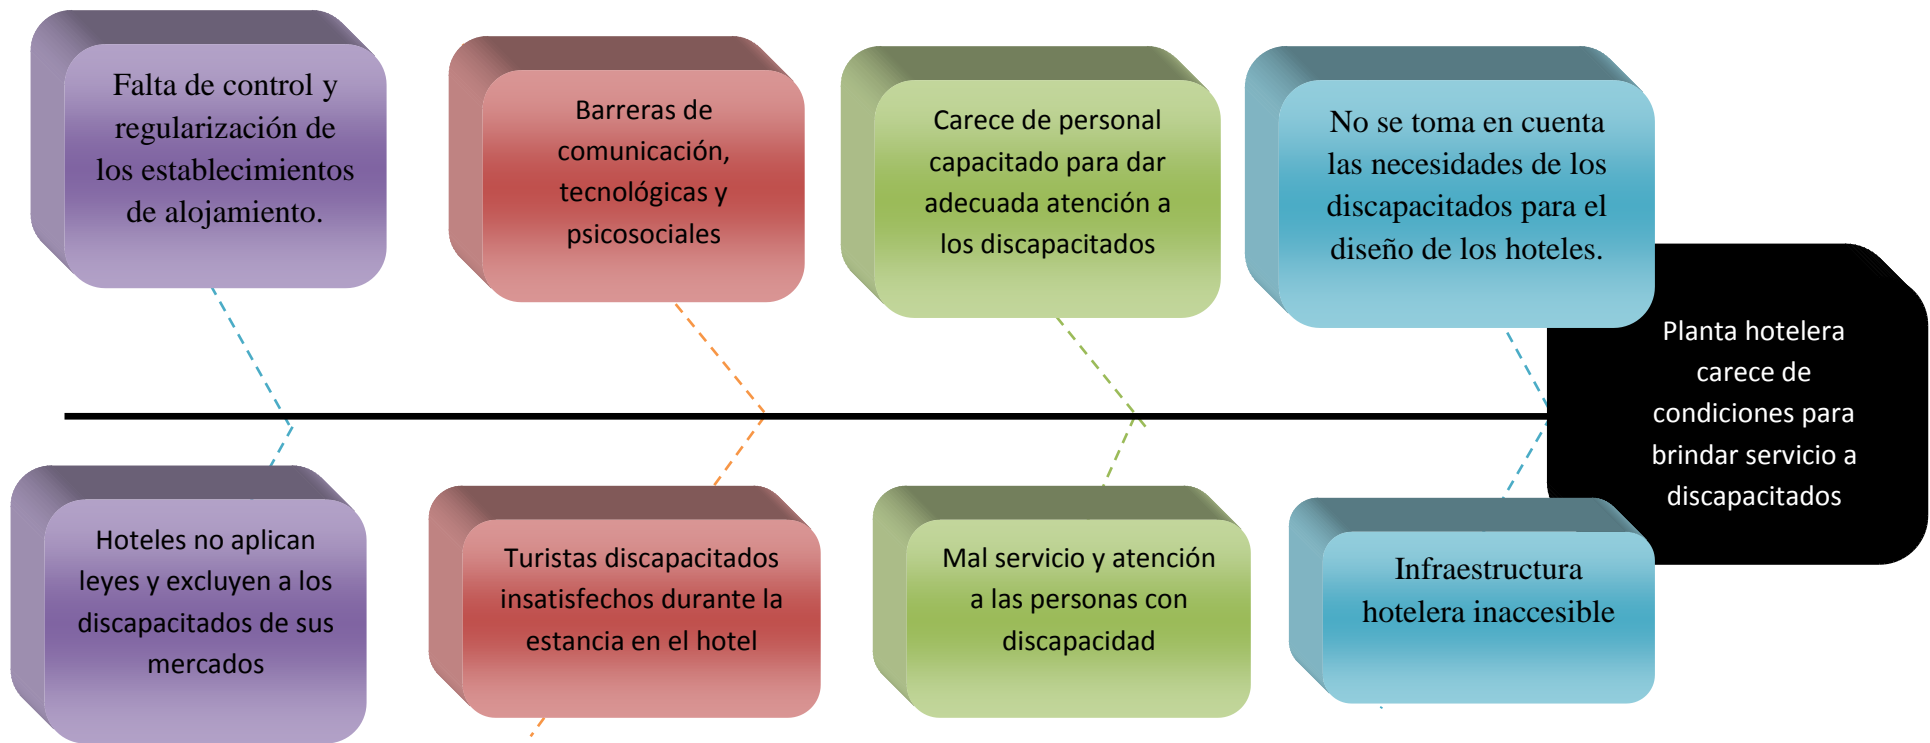 Falta de control y
regularización de
los establecimientos
de alojamiento.
Barreras de
comunicación,
tecnológicas y
psicosociales
Carece de personal
capacitado para dar
adecuada atención a
los discapacitados
No se toma en cuenta
las necesidades de los
discapacitados para el
diseño de los hoteles.
Planta hotelera
carece de
condiciones para
brindar servicio a
discapacitados
Hoteles no aplican
leyes y excluyen a los
discapacitados de sus
mercados
Turistas discapacitados
insatisfechos durante la
estancia en el hotel
Mal servicio y atención
a las personas con
discapacidad
Infraestructura
hotelera inaccesible